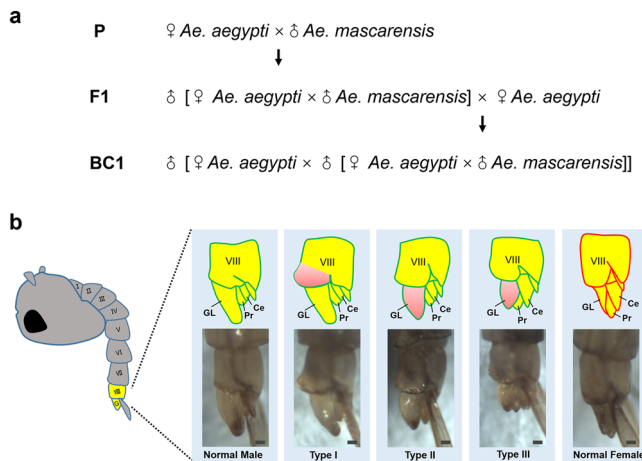 a
P ♀ Ae. aegypti × ♂ Ae. mascarensis
F1 ♂ [♀ Ae. aegypti × ♂ Ae. mascarensis] × ♀ Ae. aegypti
BC1 ♂ [♀ Ae. aegypti × ♂ [♀ Ae. aegypti × ♂ Ae. mascarensis]]
b
I II III IV V VI VII VIII
VIII GL Pr Ce
VIII GL Pr Ce
VIII GL Pr Ce
VIII GL Pr Ce
VIII GL Pr Ce
Normal Male Type I Type II Type III Normal Female